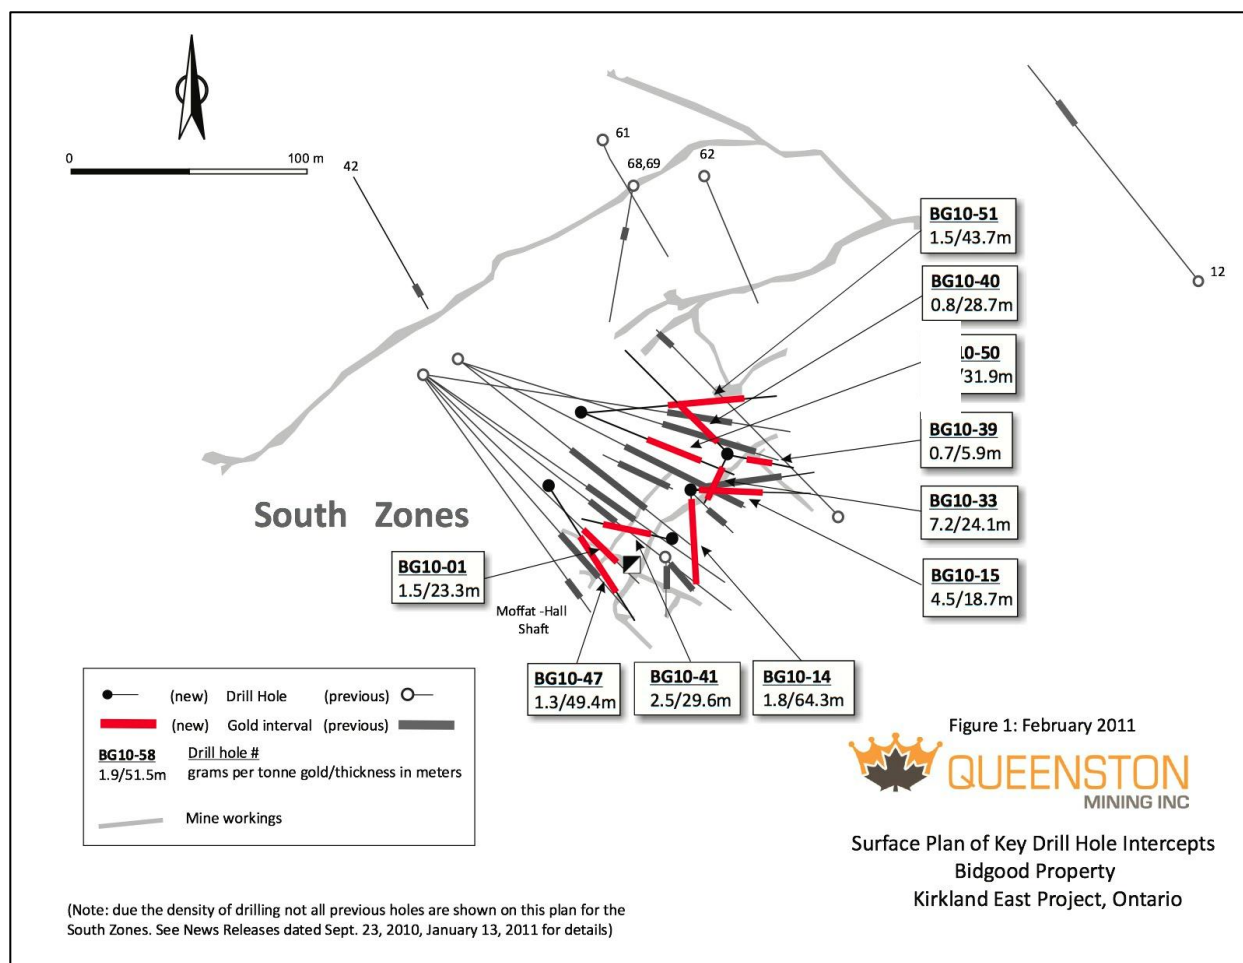 0 100 m
42
61
68,69
62
12
BG10-51
1.5/43.7m
BG10-40
0.8/28.7m
0-50
/31.9m
BG10-39
0.7/5.9m
BG10-33
7.2/24.1m
BG10-15
4.5/18.7m
South Zones
BG10-01
1.5/23.3m
Moffat -Hall
Shaft
BG10-47
1.3/49.4m
BG10-41
2.5/29.6m
BG10-14
1.8/64.3m
(new) Drill Hole (previous)
(new) Gold interval (previous)
BG10-58 Drill hole #
1.9/51.5m grams per tonne gold/thickness in meters
Mine workings
Figure 1: February 2011
QUEENSTON
MINING INC
Surface Plan of Key Drill Hole Intercepts
Bidgood Property
Kirkland East Project, Ontario
(Note: due the density of drilling not all previous holes are shown on this plan for the
South Zones. See News Releases dated Sept. 23, 2010, January 13, 2011 for details)